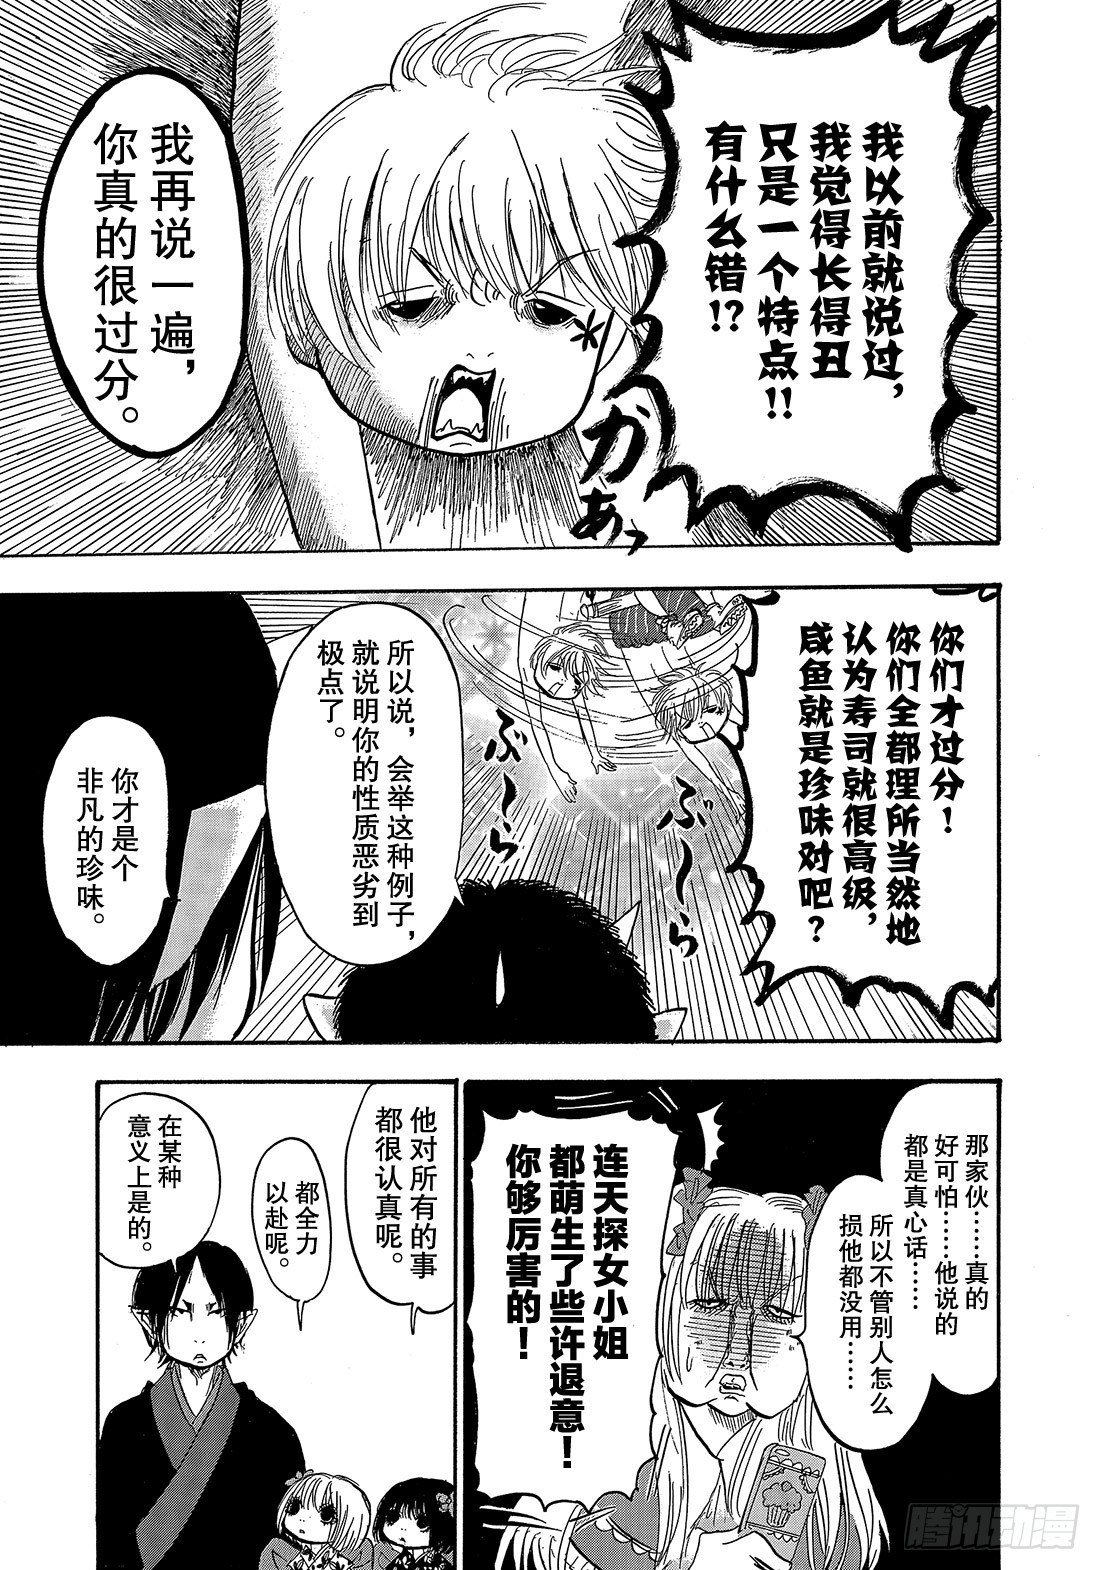 我以前就说过，
我觉得长得丑
只是一个特点!!
有什么错!?
かあっ
我再说一遍，
你真的很过分。
你们才过分！
你们全都理所当然地
认为寿司就很高级，
咸鱼就是珍味对吧？
ぶ〜ら
ぶ〜ら
所以说，会举这种例子，
就说明你的性质恶劣到
极点了。
你才是个
非凡的珍味。
那家伙……真的
好可怕……他说的
都是真心话……
所以不管别人怎么
损他都没用……
连天探女小姐
都萌生了些许退意！
你够厉害的！
他对所有的事
都很认真呢。
都全力
以赴呢。
在某种
意义上是的。
腾讯动漫